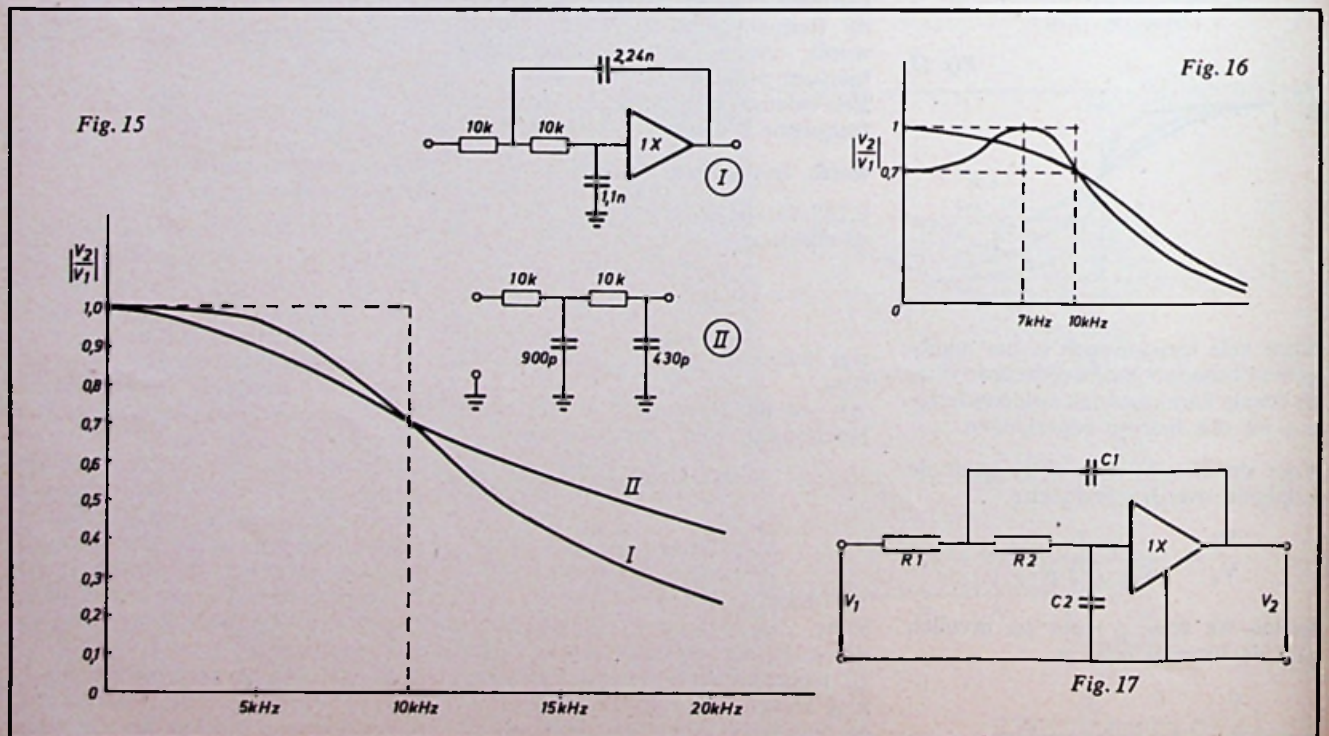 Fig. 15
2,24n
10k
10k
1X
I
1,1n
|V2/V1|
1,0
0,9
0,8
0,7
0,6
0,5
0,4
0,3
0,2
0,1
0
5kHz
10kHz
15kHz
20kHz
II
I
10k
10k
900p
430p
II
Fig. 16
1
|V2/V1|
0,7
0
7kHz
10kHz
C1
R1
R2
1X
C2
V1
V2
Fig. 17